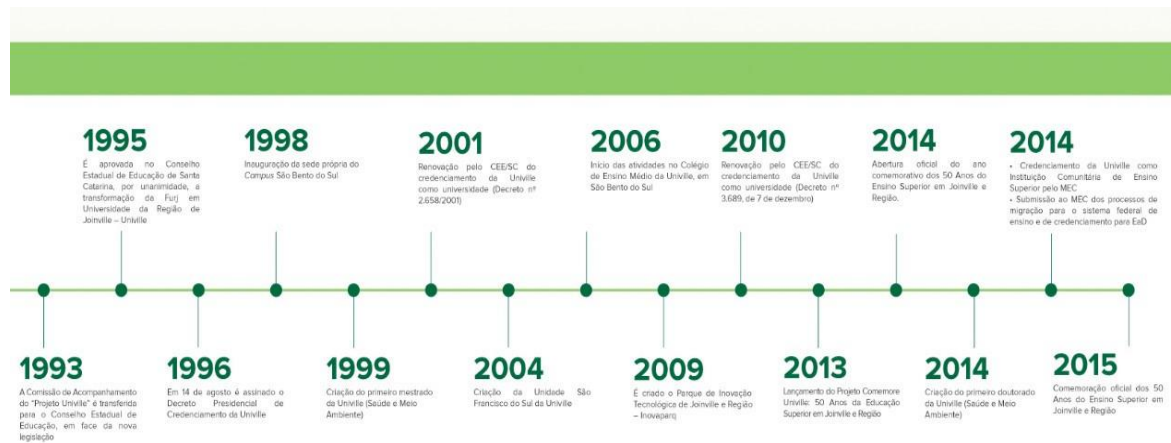 1995
É aprovada no Conselho
Estadual de Educação de Santa
Catarina, por unanimidade, a
transformação da Furj em
Universidade da Região de
Joinville – Univille
1998
Inauguração da sede própria do
Campus São Bento do Sul
2001
Renovação pelo CEE/SC do
credenciamento da Univille
como universidade (Decreto nº
2.658/2001)
2006
Início das atividades no Colégio
de Ensino Médio da Univille, em
São Bento do Sul
2010
Renovação pelo CEE/SC do
credenciamento da Univille
como universidade (Decreto nº
3.689, de 7 de dezembro)
2014
Abertura oficial do ano
comemorativo dos 50 Anos do
Ensino Superior em Joinville e
Região.
2014
• Credenciamento da Univille como
Instituição Comunitária de Ensino
Superior pelo MEC
• Submissão ao MEC dos processos de
migração para o sistema federal de
ensino e de credenciamento para EaD
1993
A Comissão de Acompanhamento
do "Projeto Univille" é transferida
para o Conselho Estadual de
Educação, em face da nova
legislação
1996
Em 14 de agosto é assinado o
Decreto Presidencial de
Credenciamento da Univille
1999
Criação do primeiro mestrado
da Univille (Saúde e Meio
Ambiente)
2004
Criação da Unidade São
Francisco do Sul da Univille
2009
É criado o Parque de Inovação
Tecnológica de Joinville e Região
– Inovaparq
2013
Lançamento do Projeto Comemore
Univille: 50 Anos da Educação
Superior em Joinville e Região
2014
Criação do primeiro doutorado
da Univille (Saúde e Meio
Ambiente)
2015
Comemoração oficial dos 50
Anos do Ensino Superior em
Joinville e Região